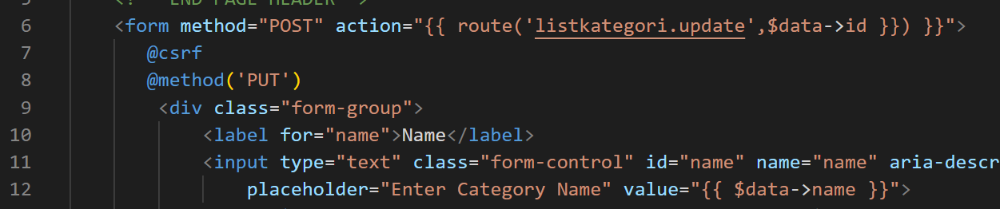 END PAGE HEADER
6 <form method="POST" action="{{ route('listkategori.update',$data->id }}) }}">
7 @csrf
8 @method('PUT')
9 <div class="form-group">
10 <label for="name">Name</label>
11 <input type="text" class="form-control" id="name" name="name" aria-descr
12 placeholder="Enter Category Name" value="{{ $data->name }}">